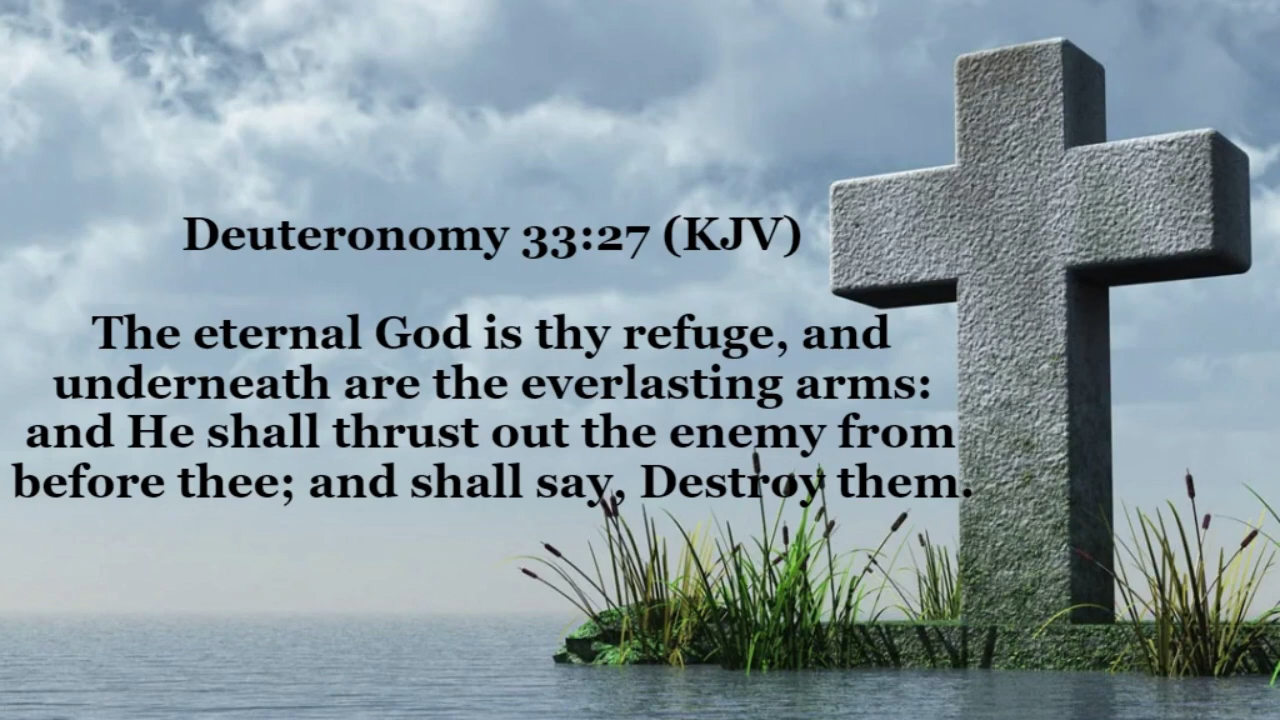 Deuteronomy 33:27 (KJV)
The eternal God is thy refuge, and
underneath are the everlasting arms:
and He shall thrust out the enemy from
before thee; and shall say, Destroy them.